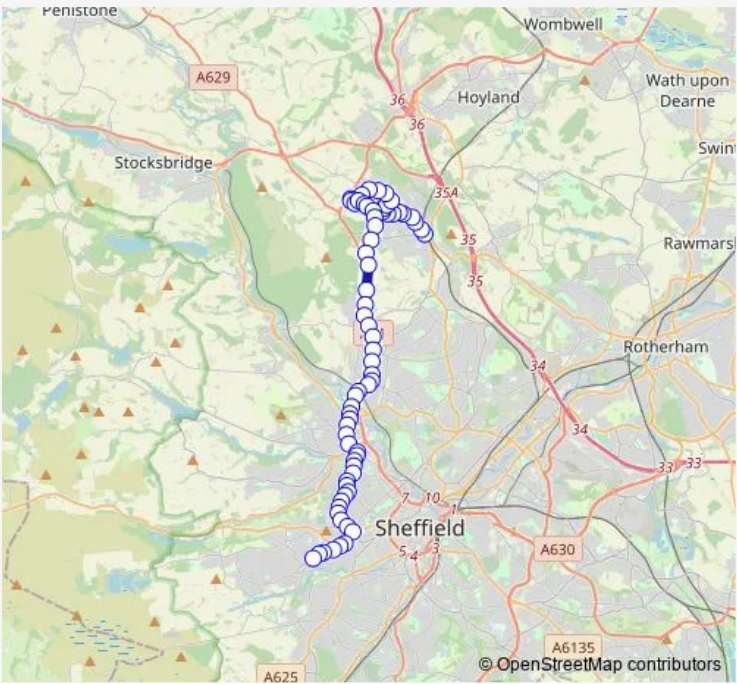 Penistone
Wombwell
A629
Wath upon
Dearne
Hoyland
36
36
Stocksbridge
Swin
35A
35
Rawmars
35
Rotherham
34
34
33
33
7
10
1
Sheffield
5
4
3
A630
A6135
A625
© OpenStreetMap contributors